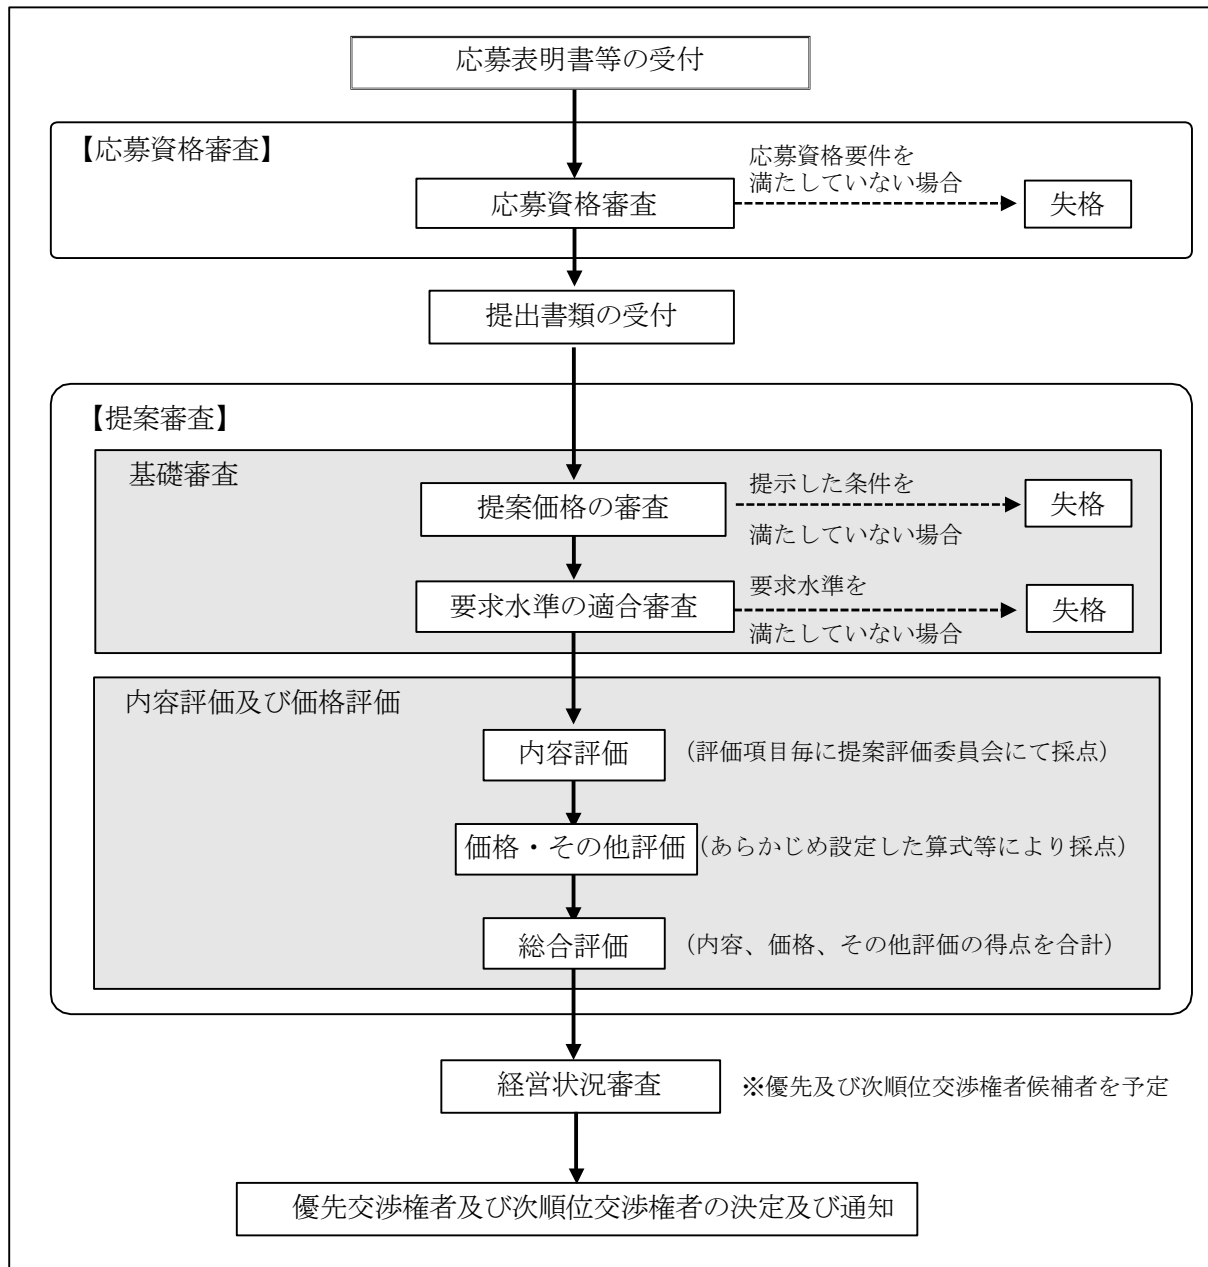 応募表明書等の受付
【応募資格審査】
応募資格要件を
満たしていない場合
応募資格審査
失格
提出書類の受付
【提案審査】
基礎審査
提案価格の審査
提示した条件を
満たしていない場合
失格
要求水準の適合審査
要求水準を
満たしていない場合
失格
内容評価及び価格評価
内容評価
（評価項目毎に提案評価委員会にて採点）
価格・その他評価
（あらかじめ設定した算式等により採点）
総合評価
（内容、価格、その他評価の得点を合計）
経営状況審査
※優先及び次順位交渉権者候補者を予定
優先交渉権者及び次順位交渉権者の決定及び通知